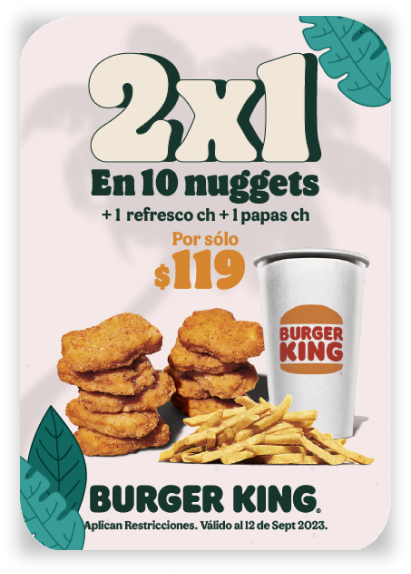 2x1
En 10 nuggets
+ 1 refresco ch + 1 papas ch
Por sólo
$119
BURGER
KING
BURGER KING®
Aplican Restricciones. Válido al 12 de Sept 2023.